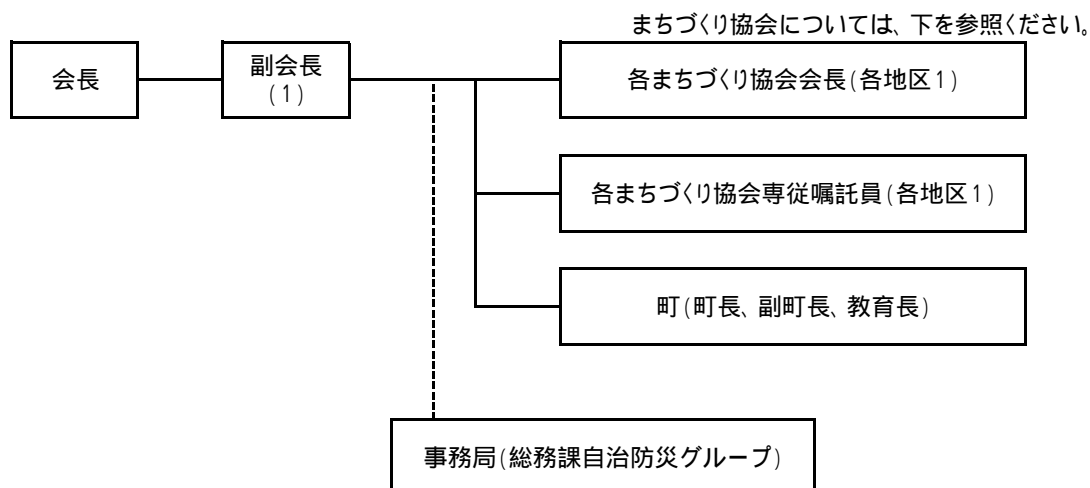 まちづくり協会については、下を参照ください。
会長
副会長
(1)
各まちづくり協会会長(各地区1)
各まちづくり協会専従嘱託員(各地区1)
町(町長、副町長、教育長)
事務局(総務課自治防災グループ)